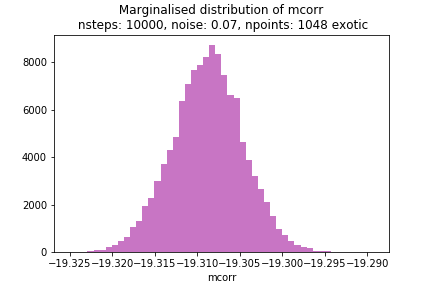 Marginalised distribution of mcorr
nsteps: 10000, noise: 0.07, npoints: 1048 exotic
8000
6000
4000
2000
0
−19.325−19.320−19.315−19.310−19.305−19.300−19.295−19.290
mcorr